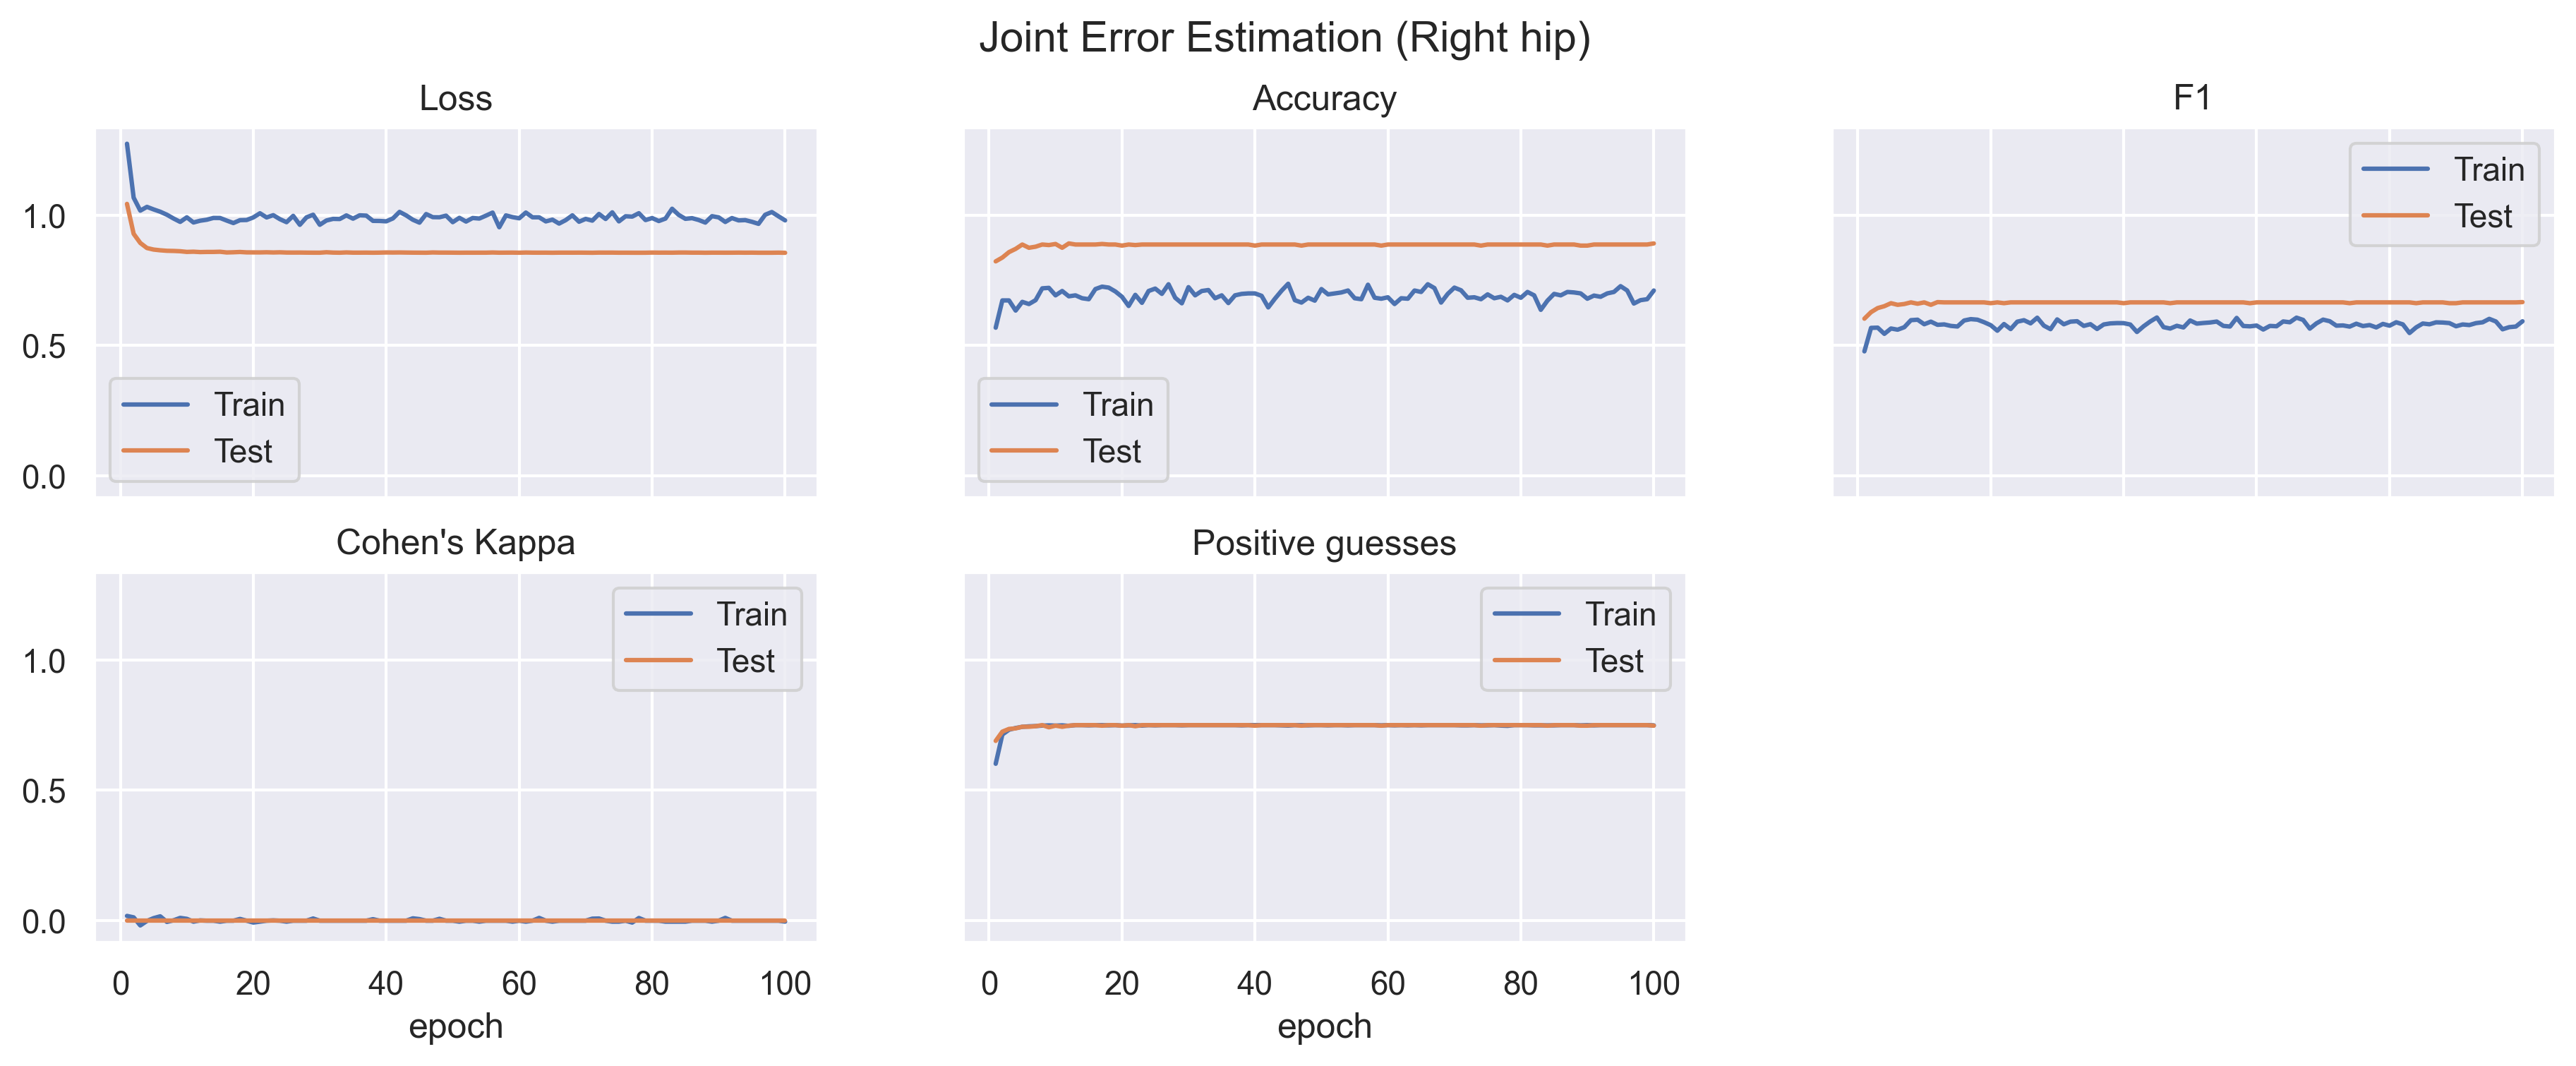 Joint Error Estimation (Right hip)
Loss
1.0
0.5
0.0
Train
Test
Accuracy
Train
Test
F1
Train
Test
Cohen's Kappa
1.0
0.5
0.0
Train
Test
0 20 40 60 80 100
epoch
Positive guesses
Train
Test
0 20 40 60 80 100
epoch